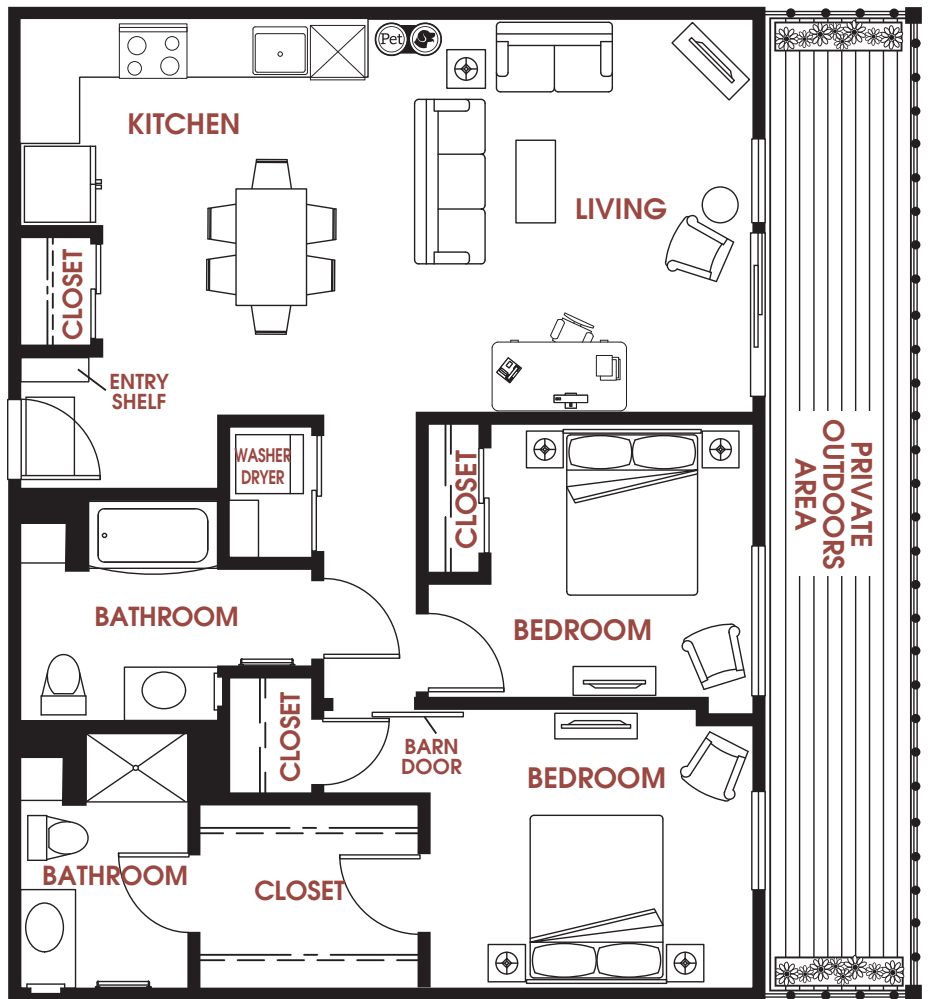 Pet
KITCHEN
LIVING
CLOSET
ENTRY
SHELF
WASHER
DRYER
CLOSET
PRIVATE
OUTDOORS
AREA
BATHROOM
BEDROOM
CLOSET
BARN
DOOR
BEDROOM
BATHROOM
CLOSET